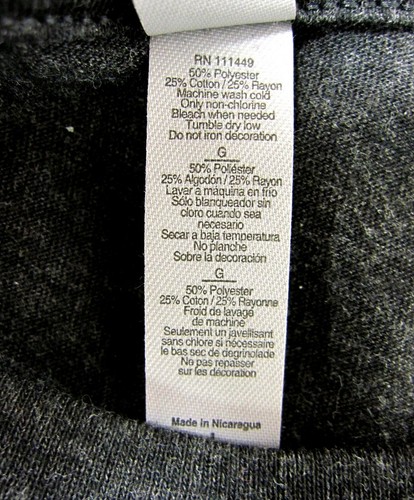 RN 111449
50% Polyester
25% Cotton / 25% Rayon
Machine wash cold
Only non-chlorine
Bleach when needed
Tumble dry low
Do not iron decoration
G
50% Poliéster
25% Algodón / 25% Rayon
Lavar a máquina en frio
Sólo blanqueador sin
cloro cuando sea
necesario
Secar a baja temperatura
No planche
Sobre la decoración
G
50% Polyester
25% Coton / 25% Rayonne
Froid de lavage
de machine
Seulement un javellisant
sans chlore si nécessaire
le bas sec de degrinolade
Ne pas repasser
sur les décoration
Made in Nicaragua